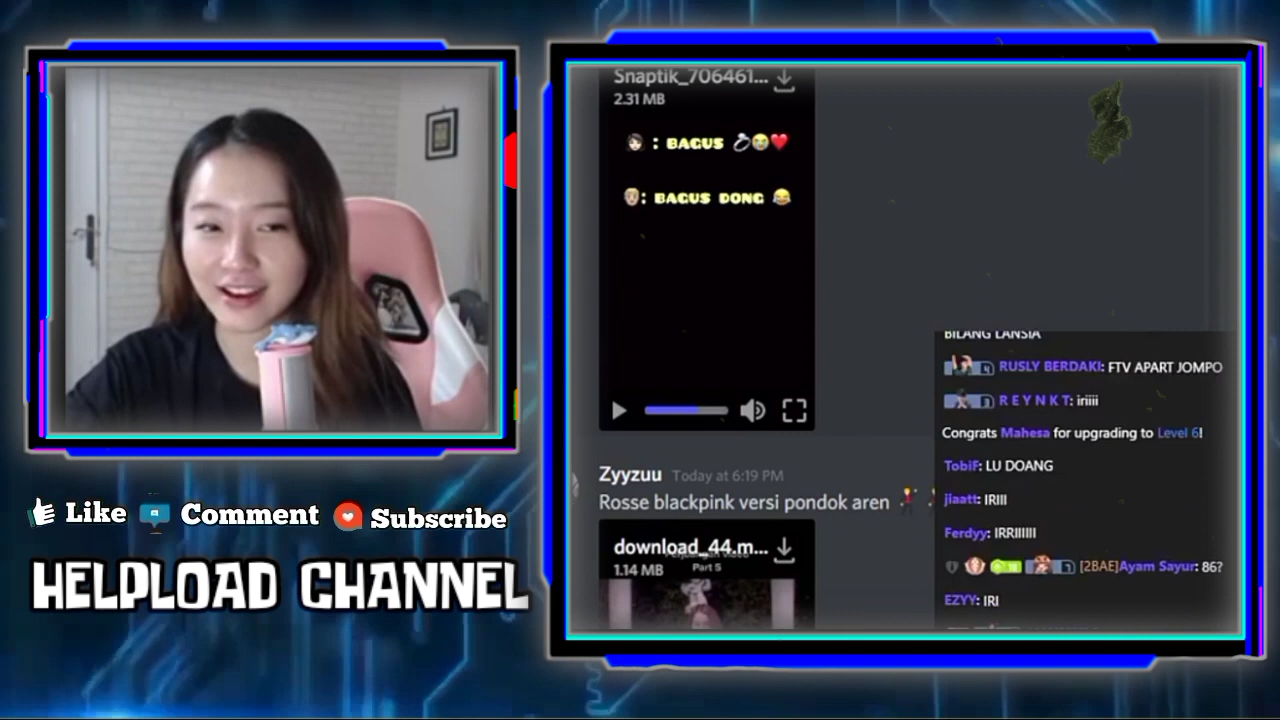 Snaptik_706461...
2.31 MB
: BAGUS
: BAGUS DONG
Zyyzuu Today at 6:19 PM
Rosse blackpink versi pondok aren
download_44.m...
1.14 MB
Part 5
BILANG LANSIA
RUSLY BERDAKI: FTV APART JOMPO
R E Y N K T: iriiii
Congrats Mahesa for upgrading to Level 6!
TobiF: LU DOANG
jiaatt: IRIII
Ferdyy: IRRIIIIII
[2BAE]Ayam Sayur: 86?
EZYY: IRI
Like Comment Subscribe
HELPLOAD CHANNEL